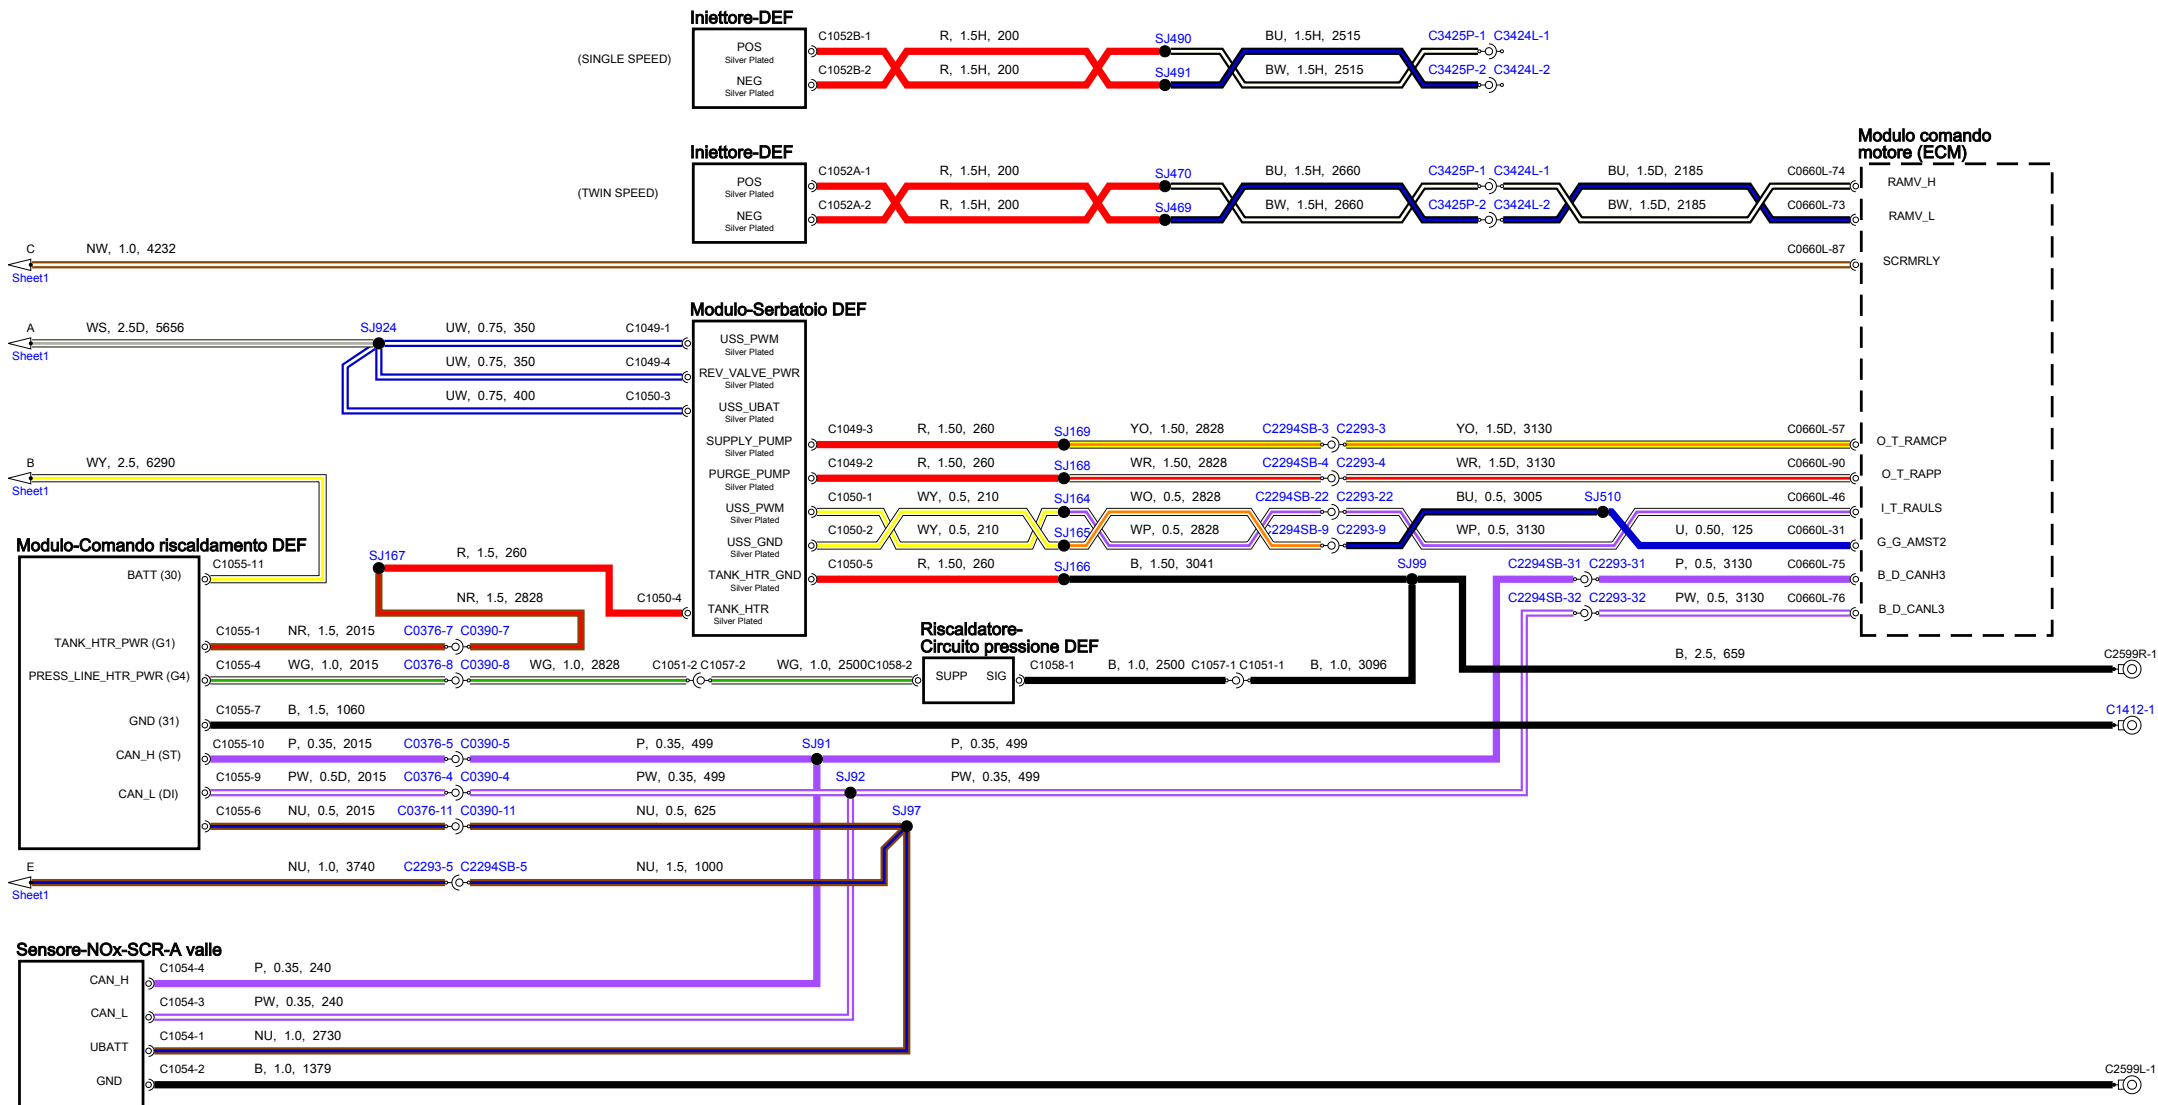 Iniettore-DEF
(SINGLE SPEED)
POS
Silver Plated
NEG
Silver Plated
C1052B-1 R, 1.5H, 200 SJ490 BU, 1.5H, 2515 C3425P-1 C3424L-1
C1052B-2 R, 1.5H, 200 SJ491 BW, 1.5H, 2515 C3425P-2 C3424L-2
Iniettore-DEF
(TWIN SPEED)
POS
Silver Plated
NEG
Silver Plated
Modulo comando
motore (ECM)
C1052A-1 R, 1.5H, 200 SJ470 BU, 1.5H, 2660 C3425P-1 C3424L-1 BU, 1.5D, 2185 C0660L-74 RAMV_H
C1052A-2 R, 1.5H, 200 SJ469 BW, 1.5H, 2660 C3425P-2 C3424L-2 BW, 1.5D, 2185 C0660L-73 RAMV_L
C NW, 1.0, 4232 C0660L-87 SCRMRLY
Sheet1
Modulo-Serbatoio DEF
A WS, 2.5D, 5656 SJ924 UW, 0.75, 350 C1049-1 USS_PWM
Silver Plated
Sheet1
UW, 0.75, 350 C1049-4 REV_VALVE_PWR
Silver Plated
UW, 0.75, 400 C1050-3 USS_UBAT
Silver Plated
SUPPLY_PUMP C1049-3 R, 1.50, 260 SJ169 YO, 1.50, 2828 C2294SB-3 C2293-3 YO, 1.5D, 3130 C0660L-57 O_T_RAMCP
Silver Plated
B WY, 2.5, 6290
Sheet1
PURGE_PUMP C1049-2 R, 1.50, 260 SJ168 WR, 1.50, 2828 C2294SB-4 C2293-4 WR, 1.5D, 3130 C0660L-90 O_T_RAPP
Silver Plated
USS_PWM C1050-1 WY, 0.5, 210 SJ164 WO, 0.5, 2828 C2294SB-22 C2293-22 BU, 0.5, 3005 SJ510 C0660L-46 I_T_RAULS
Silver Plated
USS_GND C1050-2 WY, 0.5, 210 SJ165 WP, 0.5, 2828 C2294SB-9 C2293-9 WP, 0.5, 3130 U, 0.50, 125 C0660L-31 G_G_AMST2
Silver Plated
TANK_HTR_GND C1050-5 R, 1.50, 260 SJ166 B, 1.50, 3041 SJ99 C2294SB-31 C2293-31 P, 0.5, 3130 C0660L-75 B_D_CANH3
Silver Plated
C2294SB-32 C2293-32 PW, 0.5, 3130 C0660L-76 B_D_CANL3
Modulo-Comando riscaldamento DEF
BATT (30) C1055-11
SJ167 R, 1.5, 260 C1050-4 TANK_HTR
Silver Plated
NR, 1.5, 2828
TANK_HTR_PWR (G1) C1055-1 NR, 1.5, 2015 C0376-7 C0390-7
Riscaldatore-
Circuito pressione DEF
PRESS_LINE_HTR_PWR (G4) C1055-4 WG, 1.0, 2015 C0376-8 C0390-8 WG, 1.0, 2828 C1051-2 C1057-2 WG, 1.0, 2500 C1058-2 SUPP SIG C1058-1 B, 1.0, 2500 C1057-1 C1051-1 B, 1.0, 3096
B, 2.5, 659 C2599R-1
GND (31) C1055-7 B, 1.5, 1060 C1412-1
CAN_H (ST) C1055-10 P, 0.35, 2015 C0376-5 C0390-5 P, 0.35, 499 SJ91 P, 0.35, 499
CAN_L (DI) C1055-9 PW, 0.5D, 2015 C0376-4 C0390-4 PW, 0.35, 499 SJ92 PW, 0.35, 499
C1055-6 NU, 0.5, 2015 C0376-11 C0390-11 NU, 0.5, 625 SJ97
E NU, 1.0, 3740 C2293-5 C2294SB-5 NU, 1.5, 1000
Sheet1
Sensore-NOx-SCR-A valle
CAN_H C1054-4 P, 0.35, 240
CAN_L C1054-3 PW, 0.35, 240
UBATT C1054-1 NU, 1.0, 2730
GND C1054-2 B, 1.0, 1379 C2599L-1